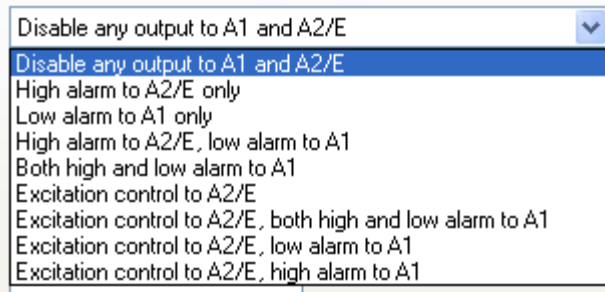 Disable any output to A1 and A2/E
Disable any output to A1 and A2/E
High alarm to A2/E only
Low alarm to A1 only
High alarm to A2/E, low alarm to A1
Both high and low alarm to A1
Excitation control to A2/E
Excitation control to A2/E, both high and low alarm to A1
Excitation control to A2/E, low alarm to A1
Excitation control to A2/E, high alarm to A1